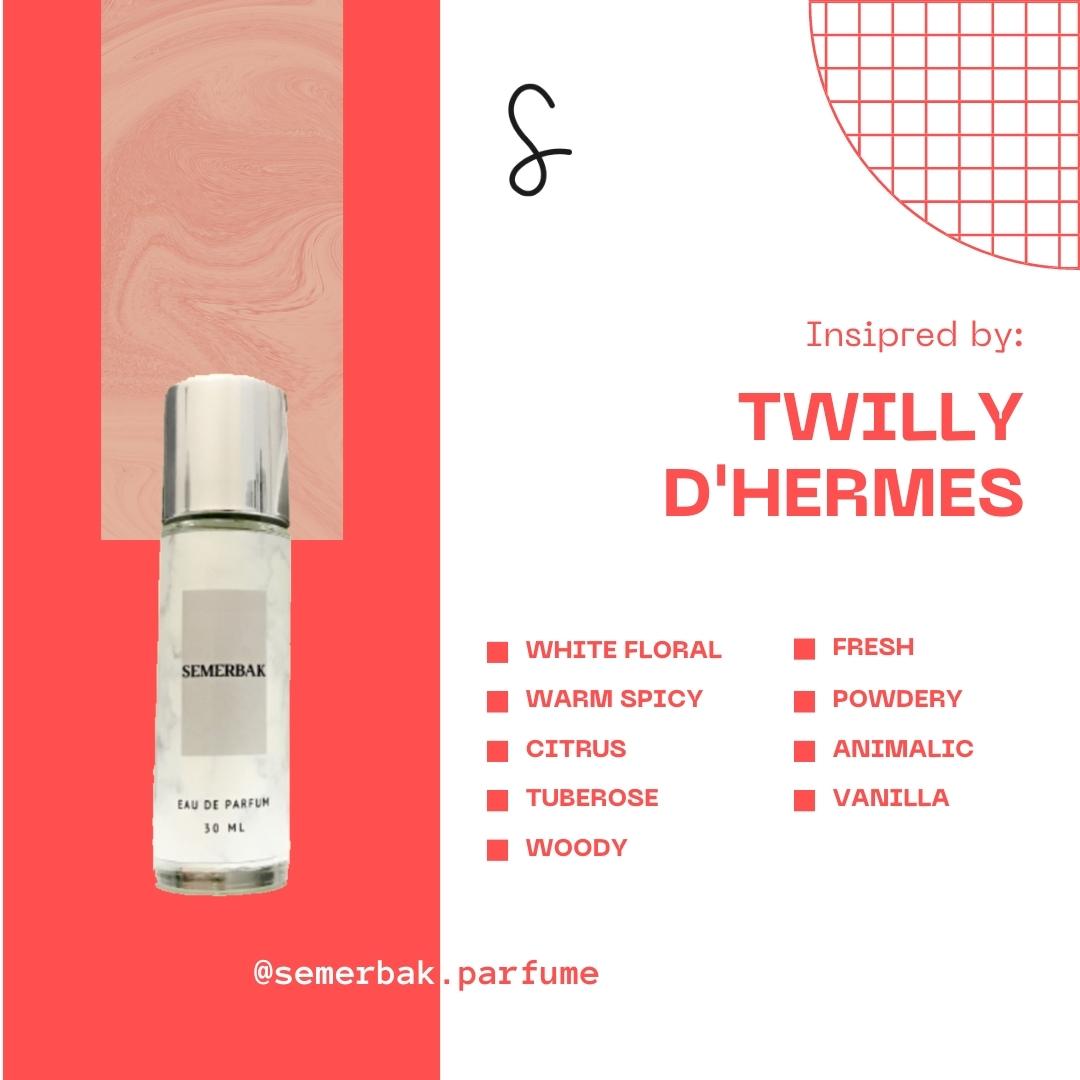 S
Insipred by:
TWILLY
D'HERMES
WHITE FLORAL
WARM SPICY
CITRUS
TUBEROSE
WOODY
FRESH
POWDERY
ANIMALIC
VANILLA
SEMERBAK
EAU DE PARFUM
30 ML
@semerbak.parfume